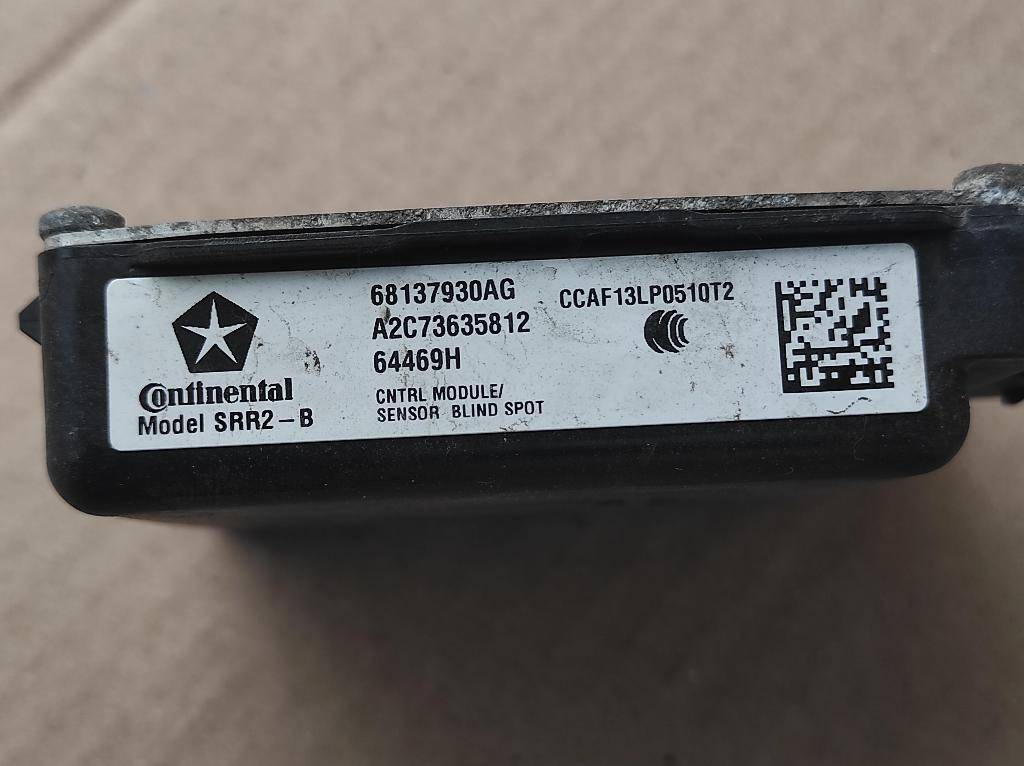 68137930AG
A2C73635812
64469H
CNTRL MODULE/
SENSOR BLIND SPOT
CCAF13LP0510T2
Continental
Model SRR2-B